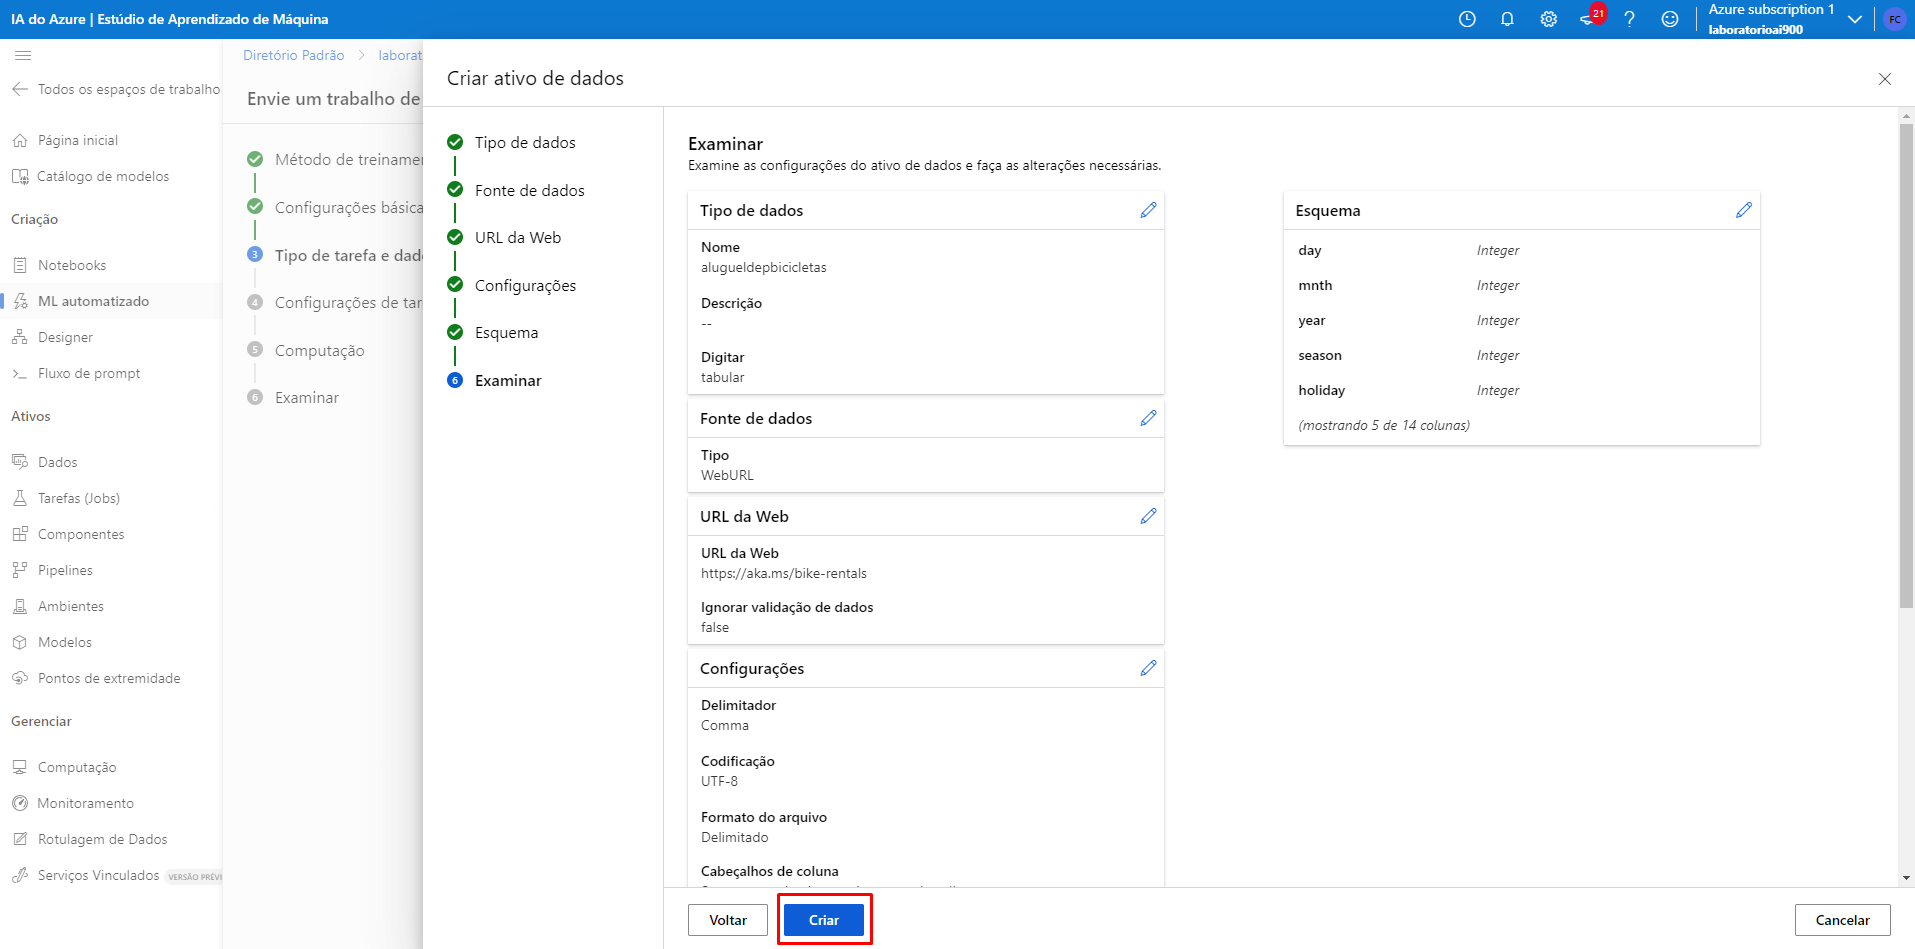 IA do Azure | Estúdio de Aprendizado de Máquina
21
Azure subscription 1
laboratorioai900
FC
Todos os espaços de trabalho
Página inicial
Catálogo de modelos
Criação
Notebooks
ML automatizado
Designer
Fluxo de prompt
Ativos
Dados
Tarefas (Jobs)
Componentes
Pipelines
Ambientes
Modelos
Pontos de extremidade
Gerenciar
Computação
Monitoramento
Rotulagem de Dados
Serviços Vinculados VERSÃO PRÉVI
Diretório Padrão > laborat
Envie um trabalho de
Método de treinamen
Configurações básica
3 Tipo de tarefa e dad
4 Configurações de tar
5 Computação
6 Examinar
Criar ativo de dados
Tipo de dados
Fonte de dados
URL da Web
Configurações
Esquema
6 Examinar
Examinar
Examine as configurações do ativo de dados e faça as alterações necessárias.
Tipo de dados
Nome
alugueldepbicicletas
Descrição
--
Digitar
tabular
Fonte de dados
Tipo
WebURL
URL da Web
URL da Web
https://aka.ms/bike-rentals
Ignorar validação de dados
false
Configurações
Delimitador
Comma
Codificação
UTF-8
Formato do arquivo
Delimitado
Cabeçalhos de coluna
Esquema
day Integer
mnth Integer
year Integer
season Integer
holiday Integer
(mostrando 5 de 14 colunas)
Voltar
Criar
Cancelar